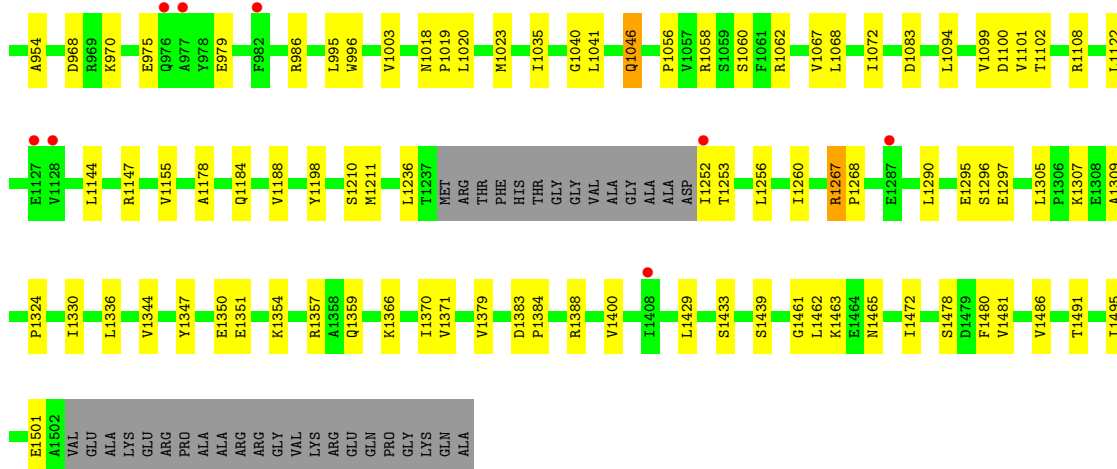 A954 D968 R969 K970 E975 Q976 A977 Y978 E979 F982 R986 L995 W996 V1003 N1018 P1019 L1020 M1023 I1035 G1040 L1041 Q1046 P1056 V1057 R1058 S1059 S1060 F1061 R1062 V1067 L1068 I1072 D1083 L1094 V1099 D1100 V1101 T1102 R1108 L1122
E1127 V1128 L1144 R1147 V1155 A1178 Q1184 V1188 Y1198 S1210 M1211 L1236 T1237 MET ARG THR PHE HIS THR GLY GLY VAL ALA GLY ALA ALA ASP I1252 T1253 L1256 I1260 R1267 P1268 E1287 L1290 E1295 S1296 E1297 L1305 P1306 K1307 E1308 A1309
P1324 I1330 L1336 V1344 Y1347 E1350 E1351 K1354 R1357 A1358 Q1359 K1366 I1370 V1371 V1379 D1383 P1384 R1388 V1400 I1408 L1429 S1433 S1439 G1461 L1462 K1463 E1464 N1465 I1472 S1478 D1479 F1480 V1481 V1486 T1491 I1495
E1501 A1502 VAL GLU ALA LYS GLU ARG PRO ALA ALA ARG ARG GLY VAL LYS ARG GLU GLN PRO GLY LYS GLN ALA